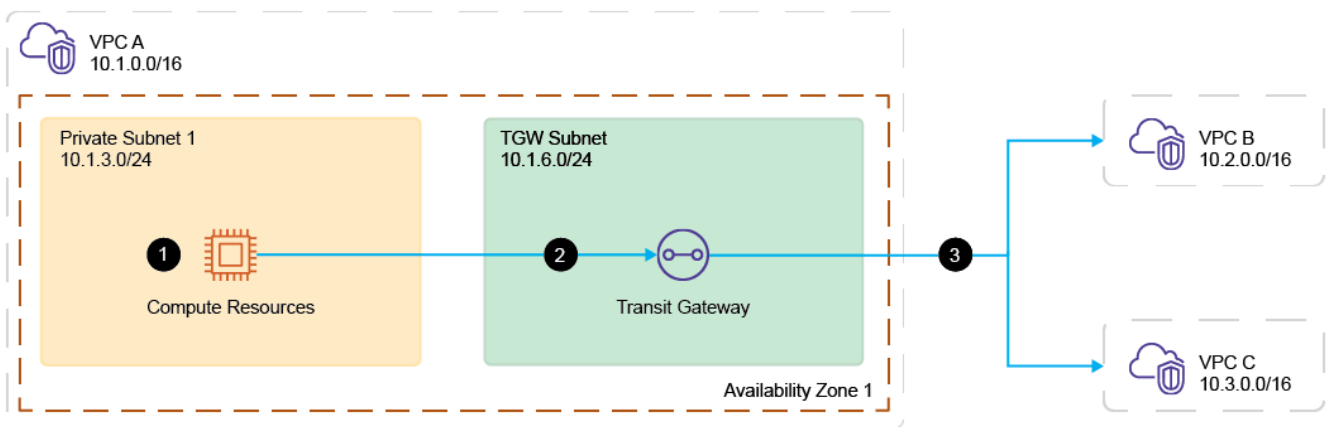 VPC A
10.1.0.0/16
Private Subnet 1
10.1.3.0/24
TGW Subnet
10.1.6.0/24
VPC B
10.2.0.0/16
1
2
3
Compute Resources
Transit Gateway
VPC C
10.3.0.0/16
Availability Zone 1